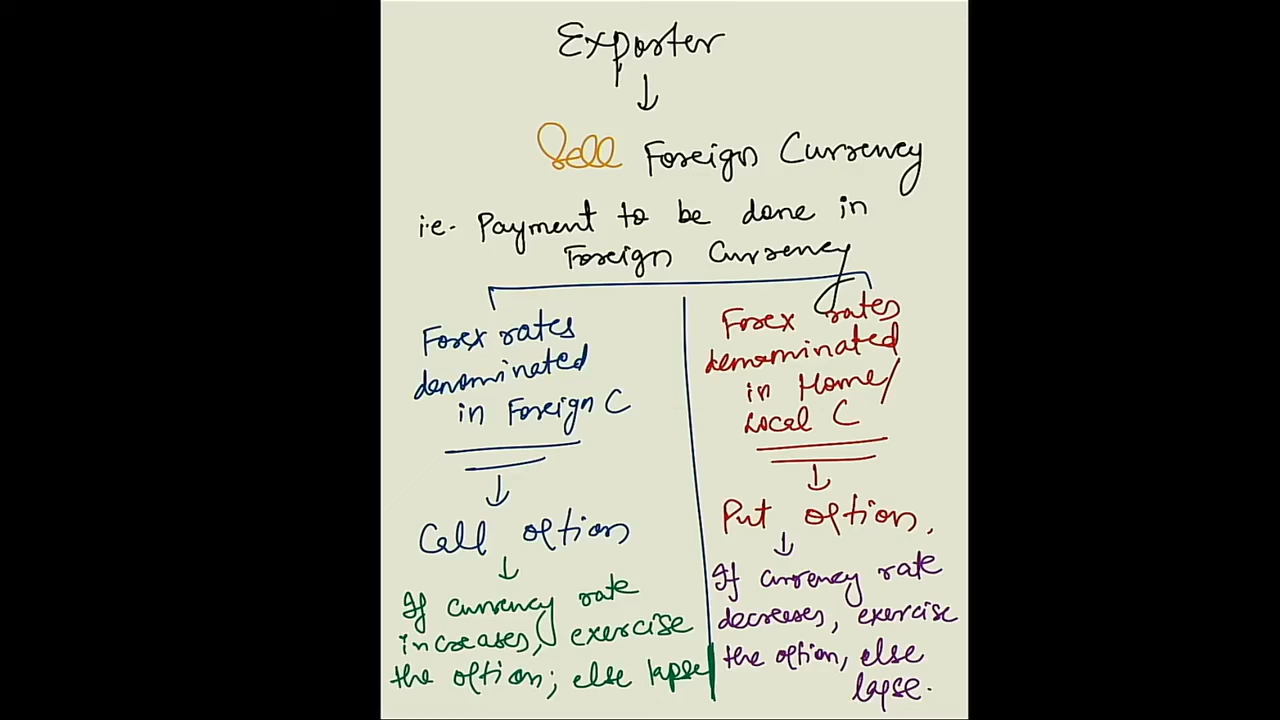 Exporter
Sell Foreign Currency
i.e. Payment to be done in
Foreign Currency
Forex rates
denominated
in Foreign C
Call option
If currency rate
increases, exercise
the option; else lapse
Forex rates
denominated
in Home/
Local C
Put option.
If currency rate
decreases, exercise
the option, else
lapse.